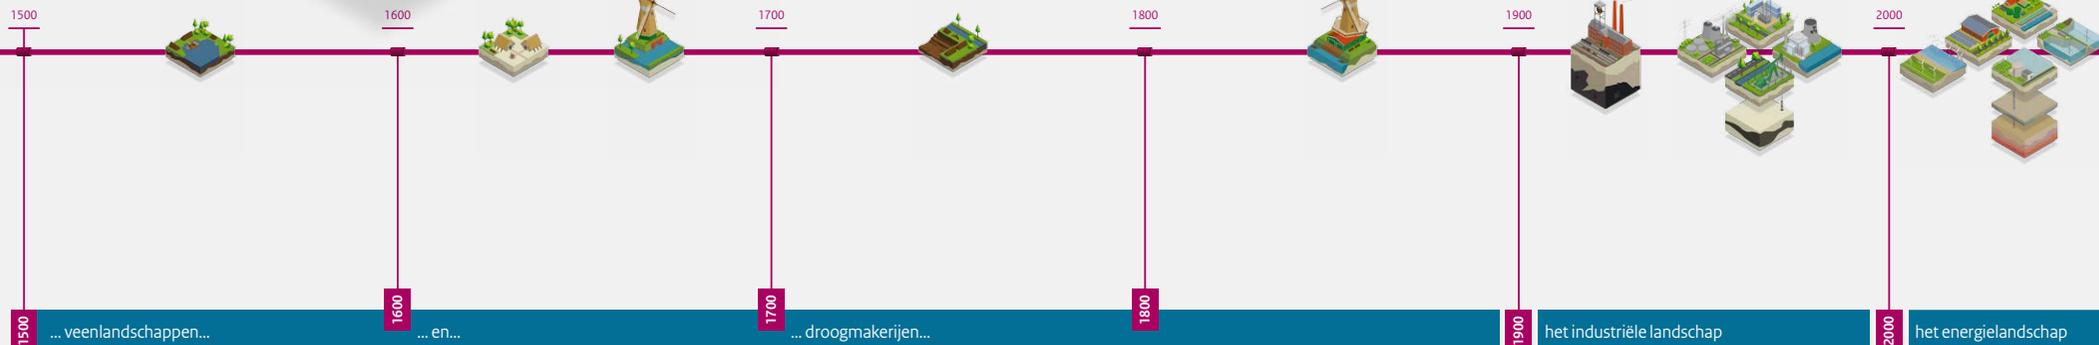 1500
1600
1700
1800
1900
2000
1500
1600
1700
1800
1900
2000
... veenlandschappen...
... en...
... droogmakerijen...
het industriële landschap
het energielandschap